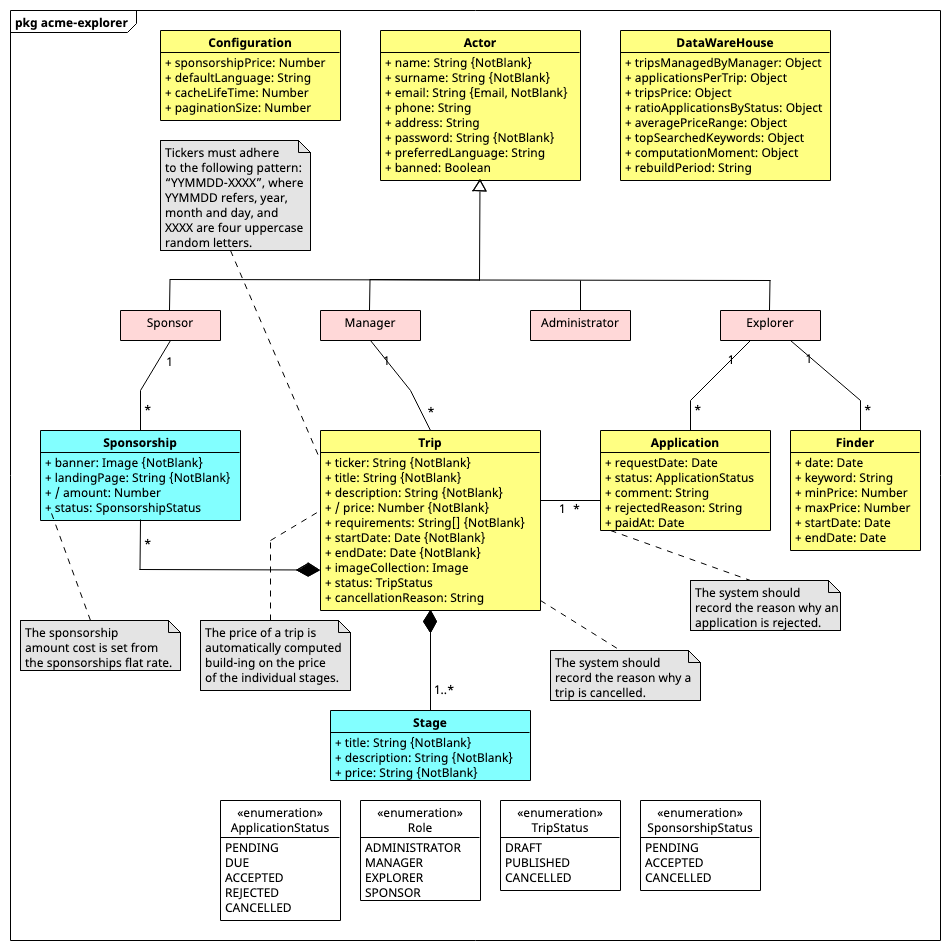 pkg acme-explorer
Configuration
+ sponsorshipPrice: Number
+ defaultLanguage: String
+ cacheLifeTime: Number
+ paginationSize: Number
Actor
+ name: String {NotBlank}
+ surname: String {NotBlank}
+ email: String {Email, NotBlank}
+ phone: String
+ address: String
+ password: String {NotBlank}
+ preferredLanguage: String
+ banned: Boolean
DataWareHouse
+ tripsManagedByManager: Object
+ applicationsPerTrip: Object
+ tripsPrice: Object
+ ratioApplicationsByStatus: Object
+ averagePriceRange: Object
+ topSearchedKeywords: Object
+ computationMoment: Object
+ rebuildPeriod: String
Tickers must adhere
to the following pattern:
“YYMMDD-XXXX”, where
YYMMDD refers, year,
month and day, and
XXXX are four uppercase
random letters.
Sponsor
Manager
Administrator
Explorer
1
*
1
*
1
*
1
*
Sponsorship
+ banner: Image {NotBlank}
+ landingPage: String {NotBlank}
+ / amount: Number
+ status: SponsorshipStatus
*
Trip
+ ticker: String {NotBlank}
+ title: String {NotBlank}
+ description: String {NotBlank}
+ / price: Number {NotBlank}
+ requirements: String[] {NotBlank}
+ startDate: Date {NotBlank}
+ endDate: Date {NotBlank}
+ imageCollection: Image
+ status: TripStatus
+ cancellationReason: String
1 *
Application
+ requestDate: Date
+ status: ApplicationStatus
+ comment: String
+ rejectedReason: String
+ paidAt: Date
Finder
+ date: Date
+ keyword: String
+ minPrice: Number
+ maxPrice: Number
+ startDate: Date
+ endDate: Date
The sponsorship
amount cost is set from
the sponsorships flat rate.
The price of a trip is
automatically computed
build-ing on the price
of the individual stages.
The system should
record the reason why a
trip is cancelled.
The system should
record the reason why an
application is rejected.
1..*
Stage
+ title: String {NotBlank}
+ description: String {NotBlank}
+ price: String {NotBlank}
«enumeration»
ApplicationStatus
PENDING
DUE
ACCEPTED
REJECTED
CANCELLED
«enumeration»
Role
ADMINISTRATOR
MANAGER
EXPLORER
SPONSOR
«enumeration»
TripStatus
DRAFT
PUBLISHED
CANCELLED
«enumeration»
SponsorshipStatus
PENDING
ACCEPTED
CANCELLED